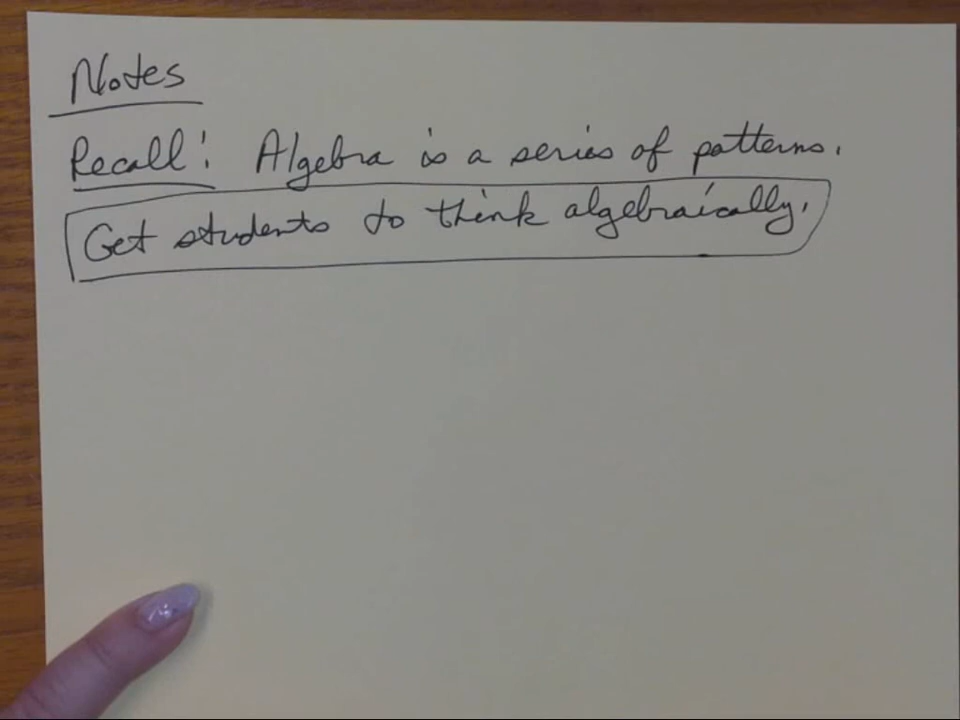 Notes
Recall: Algebra is a series of patterns.
Get students to think algebraically.